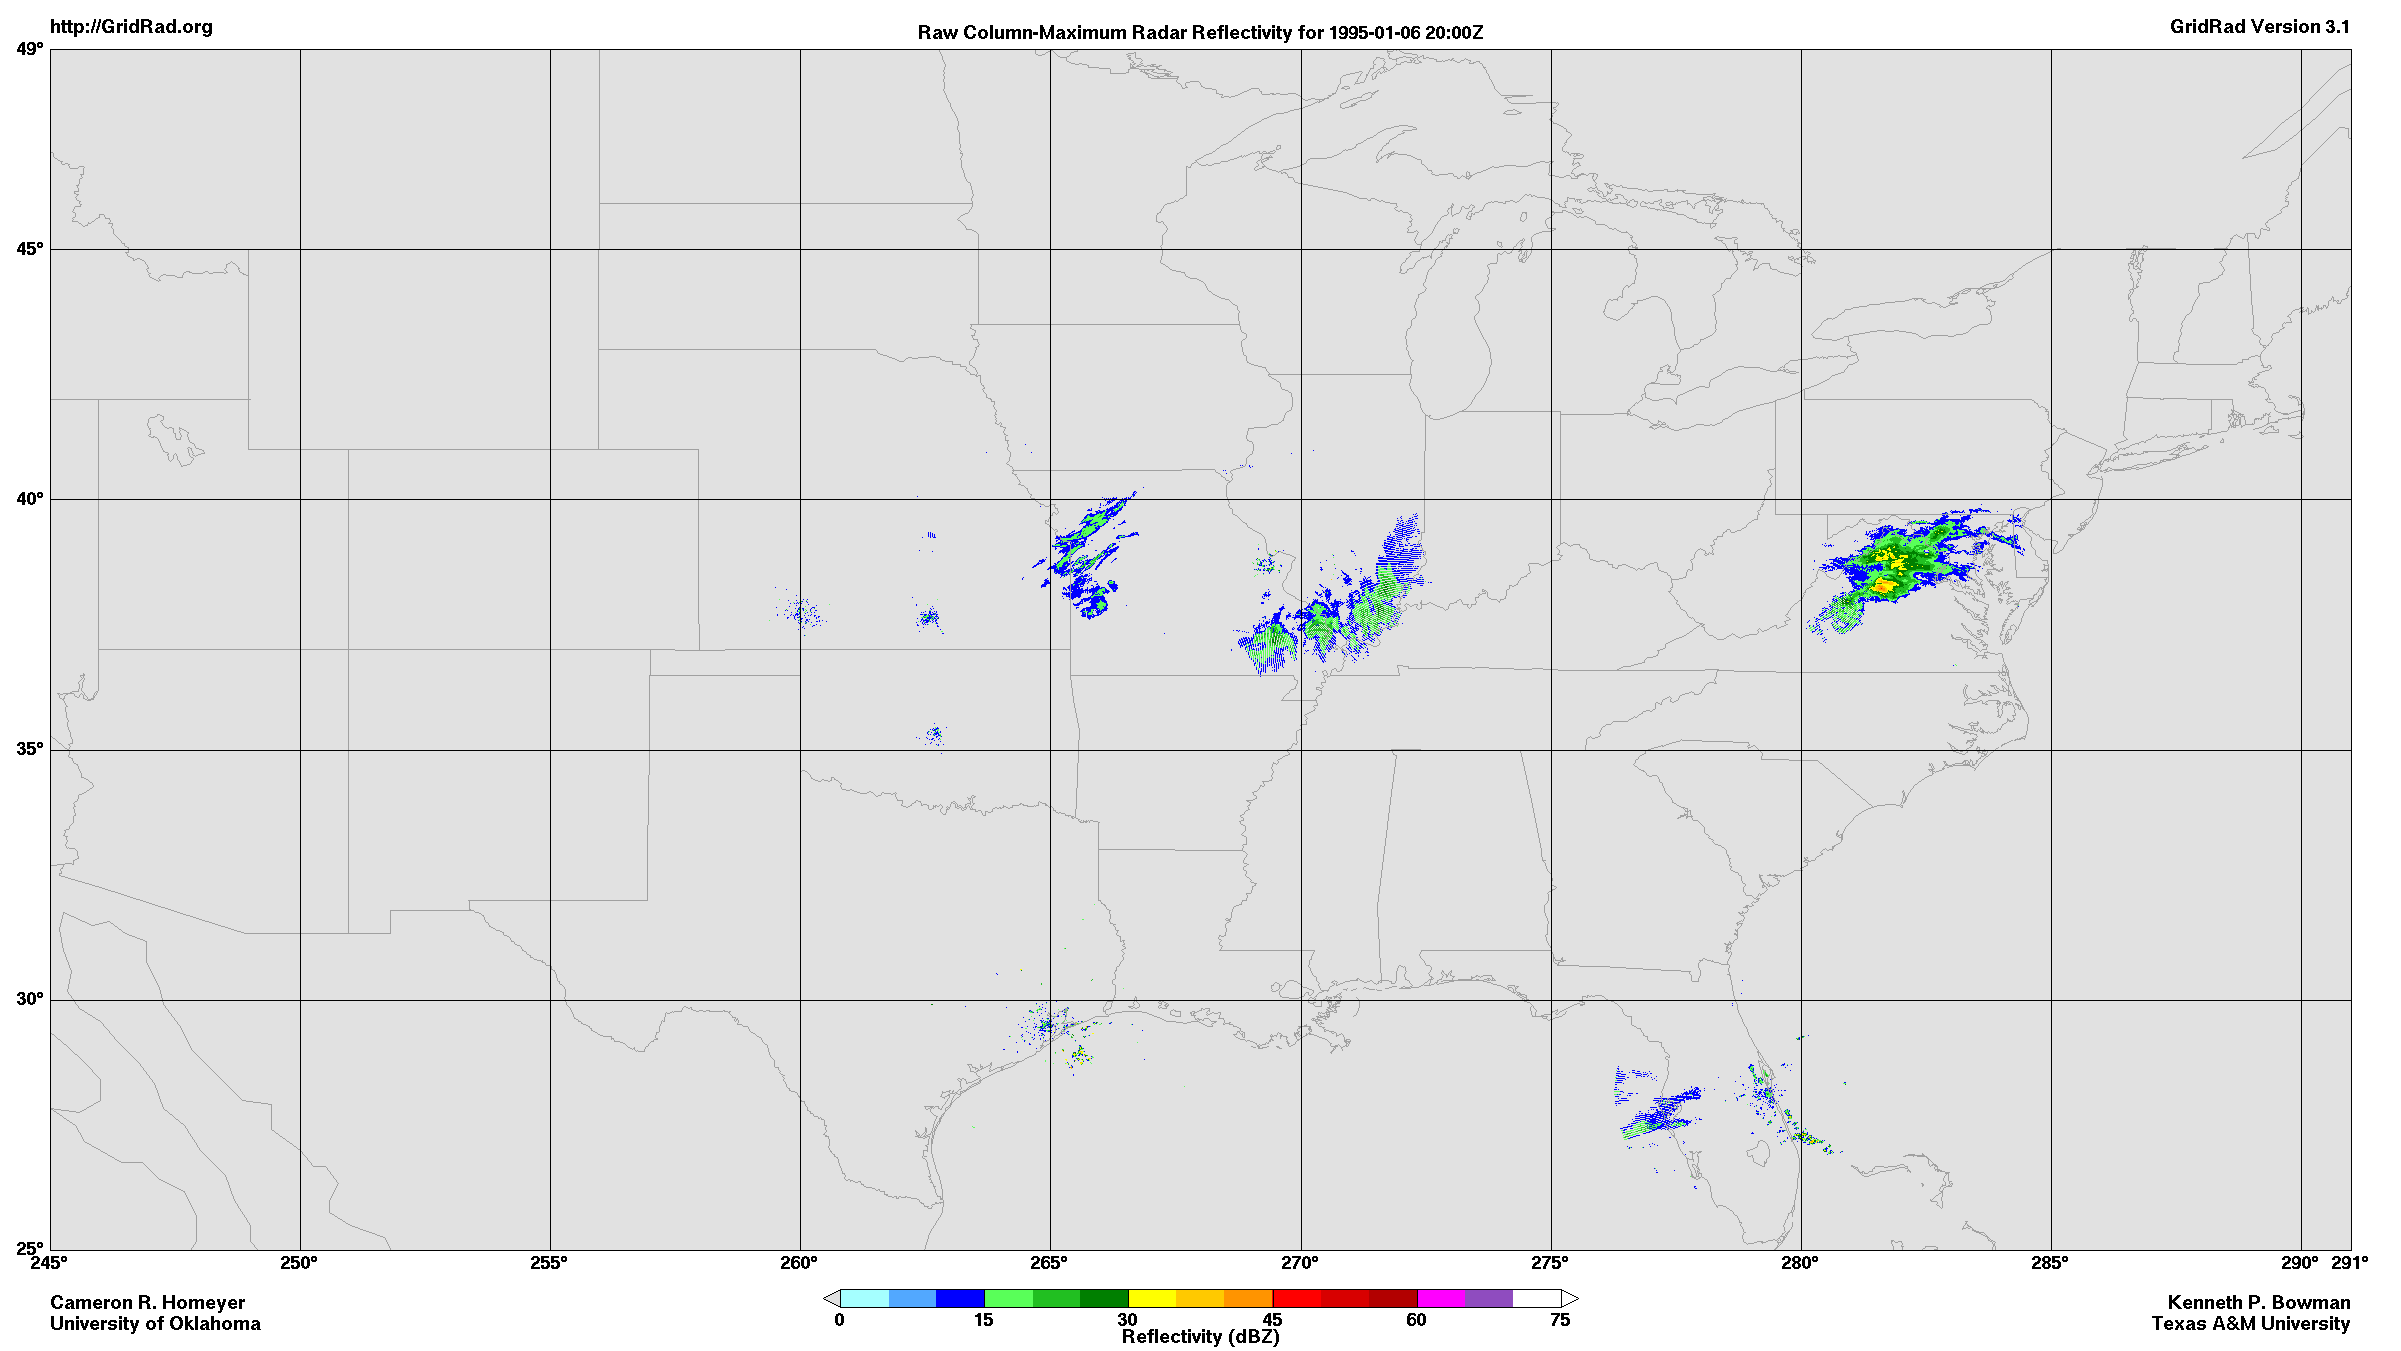 http://GridRad.org
Raw Column-Maximum Radar Reflectivity for 1995-01-06 20:00Z
GridRad Version 3.1
49°
45°
40°
35°
30°
25°
245° 250° 255° 260° 265° 270° 275° 280° 285° 290° 291°
0 15 30 45 60 75
Reflectivity (dBZ)
Cameron R. Homeyer
University of Oklahoma
Kenneth P. Bowman
Texas A&M University